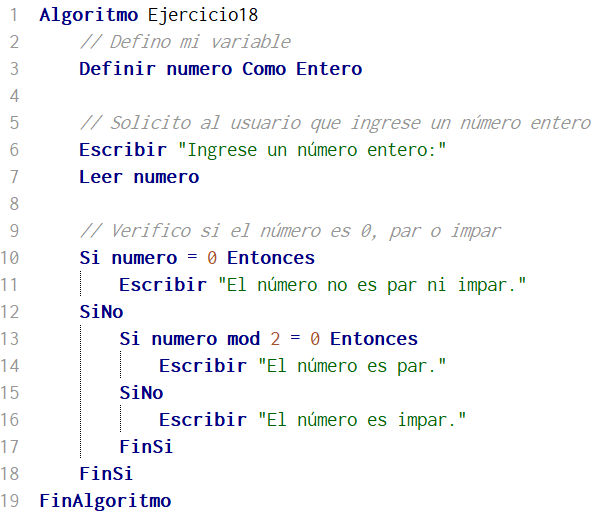 1 Algoritmo Ejercicio18
2 // Defino mi variable
3 Definir numero Como Entero
4
5 // Solicito al usuario que ingrese un número entero
6 Escribir "Ingrese un número entero:"
7 Leer numero
8
9 // Verifico si el número es 0, par o impar
10 Si numero = 0 Entonces
11 Escribir "El número no es par ni impar."
12 SiNo
13 Si numero mod 2 = 0 Entonces
14 Escribir "El número es par."
15 SiNo
16 Escribir "El número es impar."
17 FinSi
18 FinSi
19 FinAlgoritmo